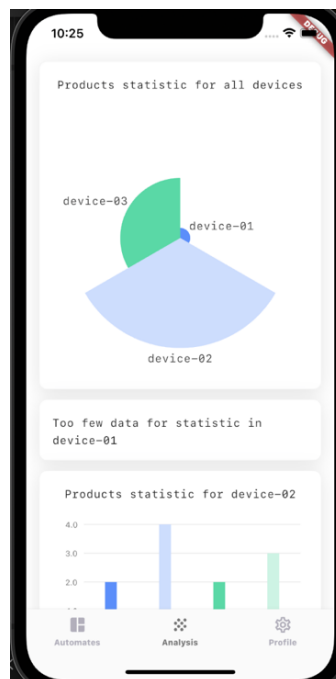 10:25
DEBUG
Products statistic for all devices
device-03
device-01
device-02
Too few data for statistic in
device-01
Products statistic for device-02
4.0
3.0
2.0
Automates
Analysis
Profile